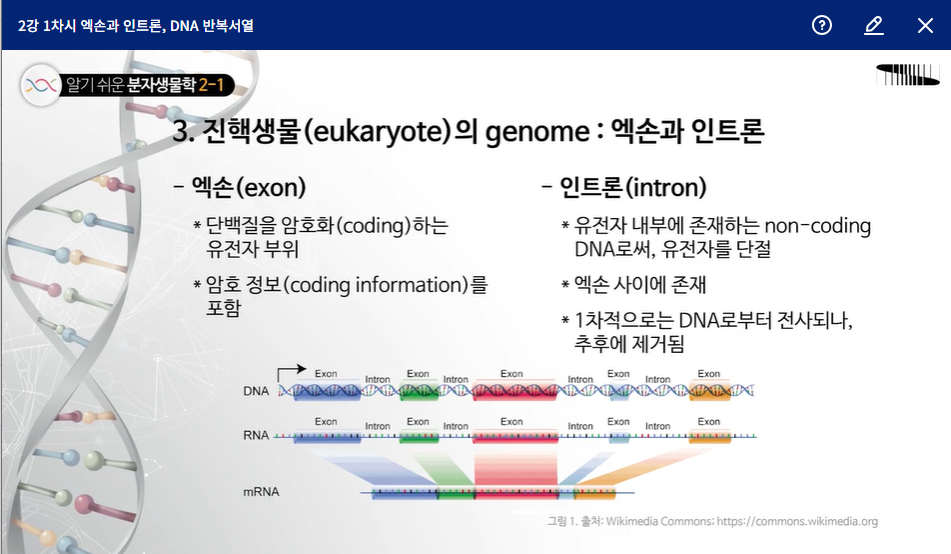 2강 1차시 엑손과 인트론, DNA 반복서열
알기 쉬운 분자생물학 2-1
3. 진핵생물(eukaryote)의 genome : 엑손과 인트론
- 엑손(exon)
* 단백질을 암호화(coding)하는
유전자 부위
* 암호 정보(coding information)를
포함
- 인트론(intron)
* 유전자 내부에 존재하는 non-coding
DNA로써, 유전자를 단절
* 엑손 사이에 존재
* 1차적으로는 DNA로부터 전사되나,
추후에 제거됨
DNA Exon Intron Exon Intron Exon Intron Exon Intron Exon
RNA Exon Intron Exon Intron Exon Intron Exon Intron Exon
mRNA
그림 1. 출처: Wikimedia Commons: https://commons.wikimedia.org